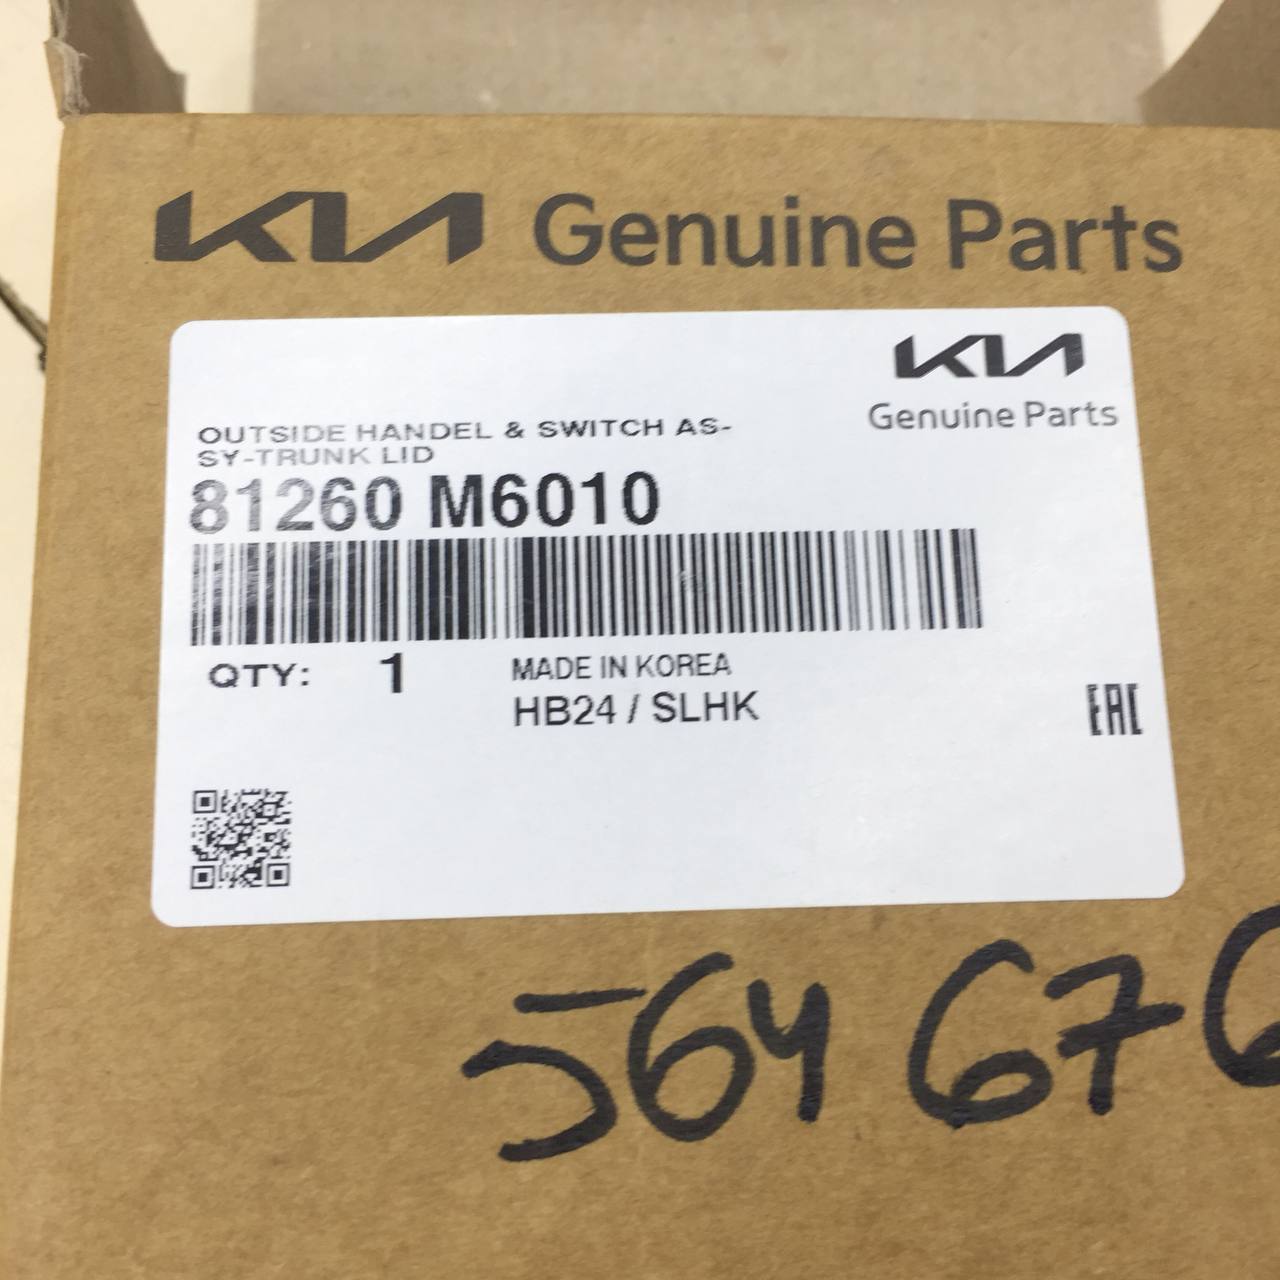 KIA Genuine Parts
KIA
Genuine Parts
OUTSIDE HANDEL & SWITCH AS-
SY-TRUNK LID
81260 M6010
QTY: 1
MADE IN KOREA
HB24 / SLHK
EAC
564 676